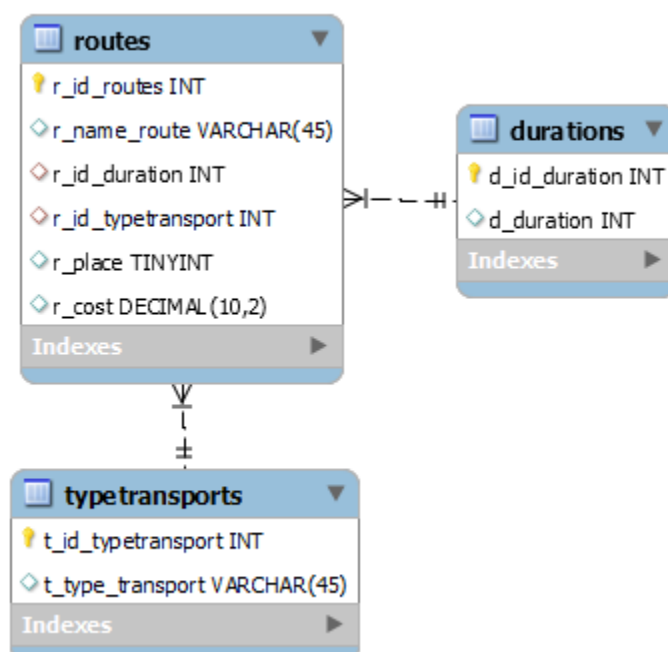 routes
r_id_routes INT
r_name_route VARCHAR(45)
r_id_duration INT
r_id_typetransport INT
r_place TINYINT
r_cost DECIMAL(10,2)
Indexes
durations
d_id_duration INT
d_duration INT
Indexes
typetransports
t_id_typetransport INT
t_type_transport VARCHAR(45)
Indexes